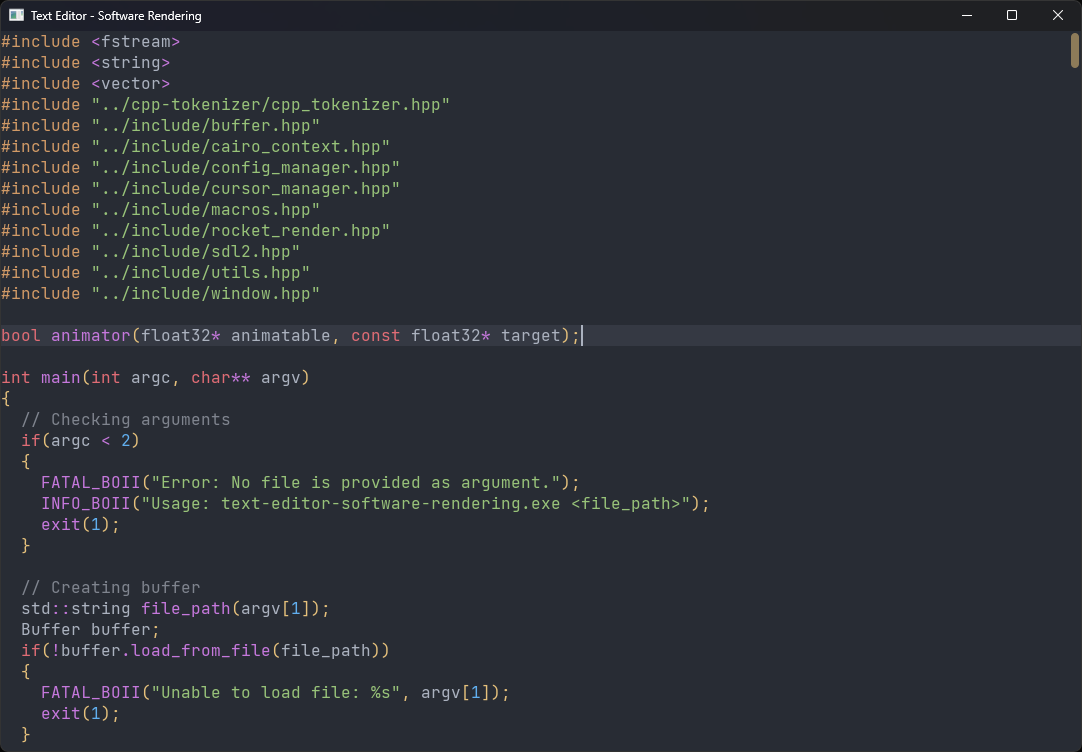 Text Editor - Software Rendering
#include <fstream>
#include <string>
#include <vector>
#include "../cpp-tokenizer/cpp_tokenizer.hpp"
#include "../include/buffer.hpp"
#include "../include/cairo_context.hpp"
#include "../include/config_manager.hpp"
#include "../include/cursor_manager.hpp"
#include "../include/macros.hpp"
#include "../include/rocket_render.hpp"
#include "../include/sdl2.hpp"
#include "../include/utils.hpp"
#include "../include/window.hpp"

bool animator(float32* animatable, const float32* target);

int main(int argc, char** argv)
{
  // Checking arguments
  if(argc < 2)
  {
    FATAL_BOII("Error: No file is provided as argument.");
    INFO_BOII("Usage: text-editor-software-rendering.exe <file_path>");
    exit(1);
  }

  // Creating buffer
  std::string file_path(argv[1]);
  Buffer buffer;
  if(!buffer.load_from_file(file_path))
  {
    FATAL_BOII("Unable to load file: %s", argv[1]);
    exit(1);
  }